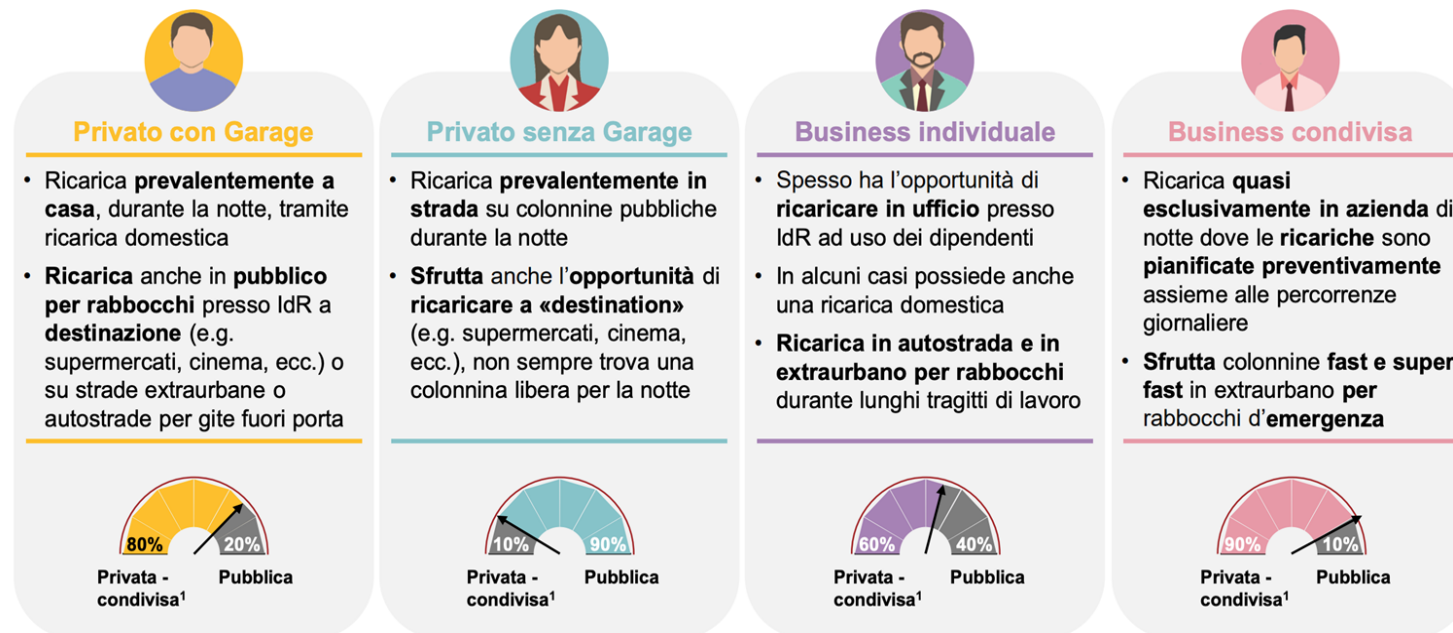 Privato con Garage
• Ricarica prevalentemente a
casa, durante la notte, tramite
ricarica domestica
• Ricarica anche in pubblico
per rabbocchi presso IdR a
destinazione (e.g.
supermercati, cinema, ecc.) o
su strade extraurbane o
autostrade per gite fuori porta
80%
20%
Privata -
condivisa¹
Pubblica
Privato senza Garage
• Ricarica prevalentemente in
strada su colonnine pubbliche
durante la notte
• Sfrutta anche l'opportunità di
ricaricare a «destination»
(e.g. supermercati, cinema,
ecc.), non sempre trova una
colonnina libera per la notte
10%
90%
Privata -
condivisa¹
Pubblica
Business individuale
• Spesso ha l'opportunità di
ricaricare in ufficio presso
IdR ad uso dei dipendenti
• In alcuni casi possiede anche
una ricarica domestica
• Ricarica in autostrada e in
extraurbano per rabbocchi
durante lunghi tragitti di lavoro
60%
40%
Privata -
condivisa¹
Pubblica
Business condivisa
• Ricarica quasi
esclusivamente in azienda di
notte dove le ricariche sono
pianificate preventivamente
assieme alle percorrenze
giornaliere
• Sfrutta colonnine fast e super
fast in extraurbano per
rabbocchi d'emergenza
90%
10%
Privata -
condivisa¹
Pubblica